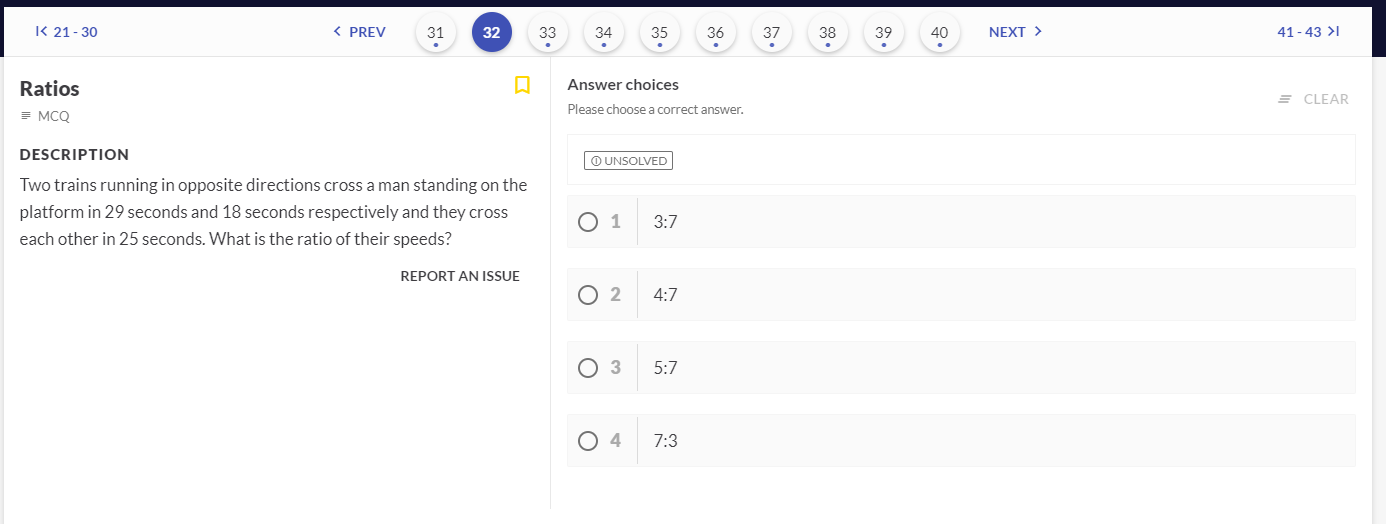 21 - 30
PREV
31
32
33
34
35
36
37
38
39
40
NEXT
41 - 43
Ratios
MCQ
DESCRIPTION
Two trains running in opposite directions cross a man standing on the
platform in 29 seconds and 18 seconds respectively and they cross
each other in 25 seconds. What is the ratio of their speeds?
REPORT AN ISSUE
Answer choices
Please choose a correct answer.
CLEAR
UNSOLVED
1 3:7
2 4:7
3 5:7
4 7:3